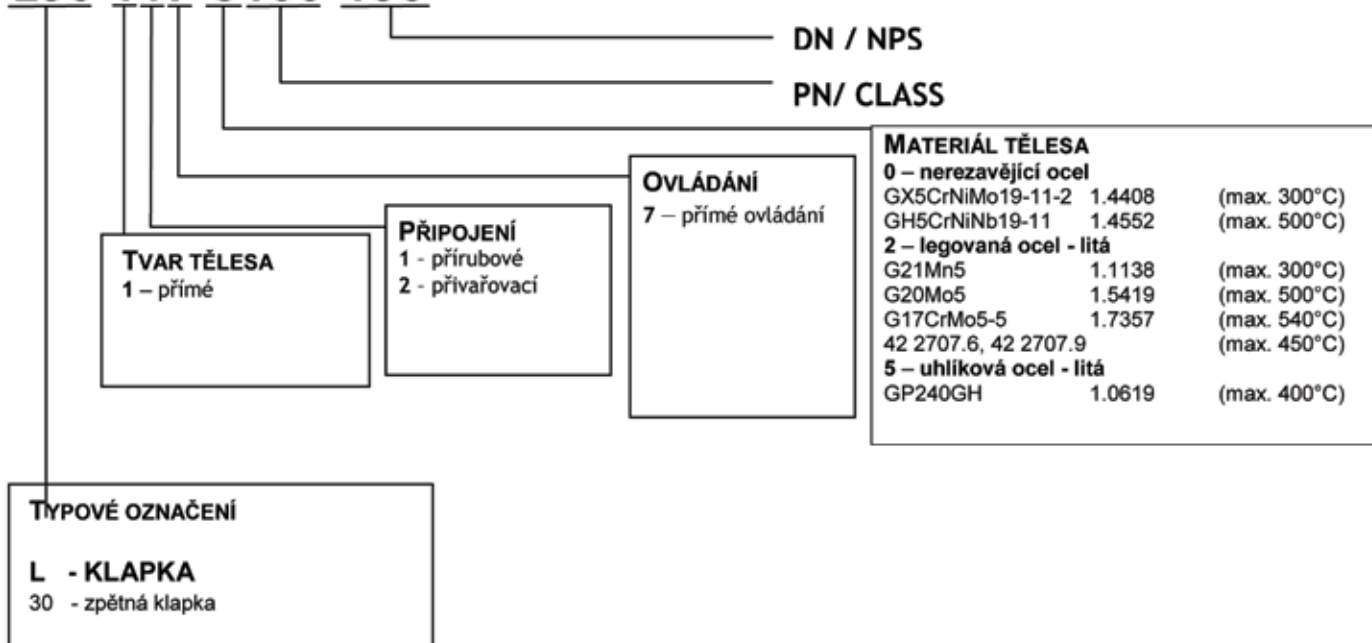 DN / NPS
PN/ CLASS
MATERIÁL TĚLESA
0 – nerezavějící ocel
GX5CrNiMo19-11-2 1.4408 (max. 300°C)
GH5CrNiNb19-11 1.4552 (max. 500°C)
2 – legovaná ocel - litá
G21Mn5 1.1138 (max. 300°C)
G20Mo5 1.5419 (max. 500°C)
G17CrMo5-5 1.7357 (max. 540°C)
42 2707.6, 42 2707.9 (max. 450°C)
5 – uhlíková ocel - litá
GP240GH 1.0619 (max. 400°C)
OVLÁDÁNÍ
7 – přímé ovládání
PŘIPOJENÍ
1 - přírubové
2 - přivařovací
TVAR TĚLESA
1 – přímé
TYPOVÉ OZNAČENÍ
L - KLAPKA
30 - zpětná klapka